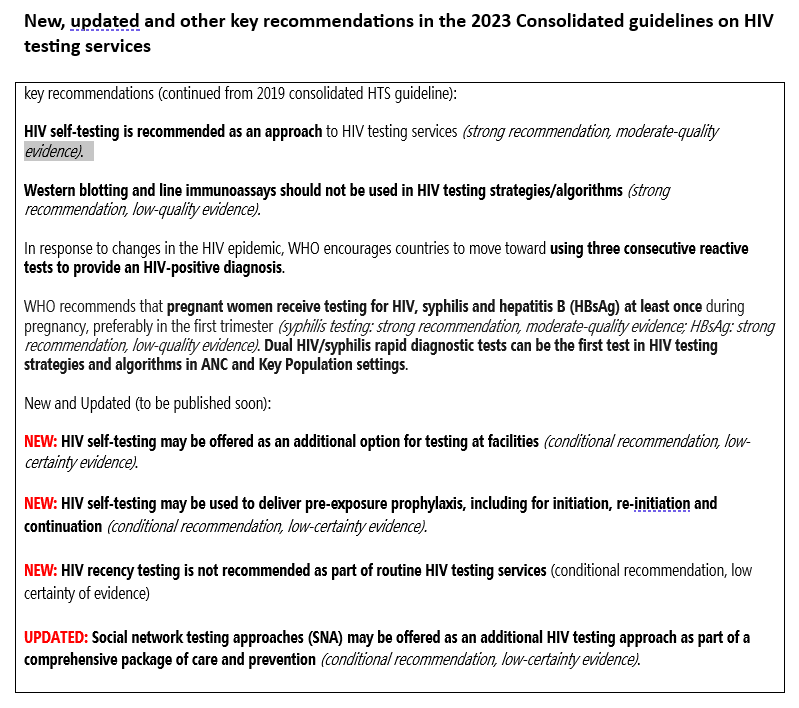 New, updated and other key recommendations in the 2023 Consolidated guidelines on HIV
testing services
key recommendations (continued from 2019 consolidated HTS guideline):
HIV self-testing is recommended as an approach to HIV testing services (strong recommendation, moderate-quality
evidence).
Western blotting and line immunoassays should not be used in HIV testing strategies/algorithms (strong
recommendation, low-quality evidence).
In response to changes in the HIV epidemic, WHO encourages countries to move toward using three consecutive reactive
tests to provide an HIV-positive diagnosis.
WHO recommends that pregnant women receive testing for HIV, syphilis and hepatitis B (HBsAg) at least once during
pregnancy, preferably in the first trimester (syphilis testing: strong recommendation, moderate-quality evidence; HBsAg: strong
recommendation, low-quality evidence). Dual HIV/syphilis rapid diagnostic tests can be the first test in HIV testing
strategies and algorithms in ANC and Key Population settings.
New and Updated (to be published soon):
NEW: HIV self-testing may be offered as an additional option for testing at facilities (conditional recommendation, low-
certainty evidence).
NEW: HIV self-testing may be used to deliver pre-exposure prophylaxis, including for initiation, re-initiation and
continuation (conditional recommendation, low-certainty evidence).
NEW: HIV recency testing is not recommended as part of routine HIV testing services (conditional recommendation, low
certainty of evidence)
UPDATED: Social network testing approaches (SNA) may be offered as an additional HIV testing approach as part of a
comprehensive package of care and prevention (conditional recommendation, low-certainty evidence).